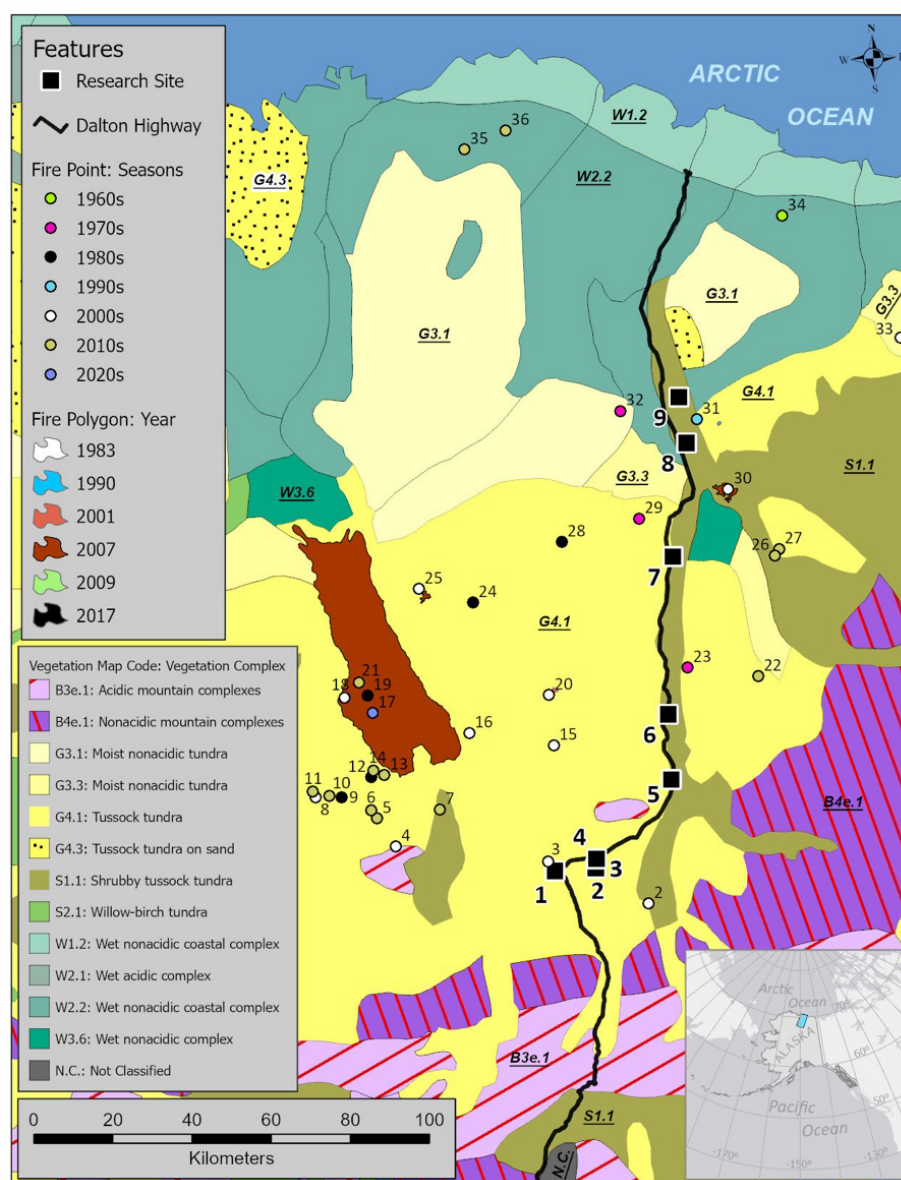 Features
Research Site
Dalton Highway
Fire Point: Seasons
1960s
1970s
1980s
1990s
2000s
2010s
2020s
Fire Polygon: Year
1983
1990
2001
2007
2009
2017
Vegetation Map Code: Vegetation Complex
B3e.1: Acidic mountain complexes
B4e.1: Nonacidic mountain complexes
G3.1: Moist nonacidic tundra
G3.3: Moist nonacidic tundra
G4.1: Tussock tundra
G4.3: Tussock tundra on sand
S1.1: Shrubby tussock tundra
S2.1: Willow-birch tundra
W1.2: Wet nonacidic coastal complex
W2.1: Wet acidic complex
W2.2: Wet nonacidic coastal complex
W3.6: Wet nonacidic complex
N.C.: Not Classified
0 20 40 60 80 100
Kilometers
N
W
S
ARCTIC
OCEAN
W1.2
36
35
G4.3
W2.2
34
G3.1
G3.3
33
G3.1
32
31
G4.1
9
8
S1.1
G3.3
W3.6
30
29
28
27
26
7
25
24
G4.1
23
22
21
19
18
17
20
6
16
15
14
12
13
5
11
10
9
8
6
5
7
B4e.1
4
4
3
3
1
2
2
B3e.1
S1.1
N.C.
Arctic
Ocean
70°
ALASKA
60°
50°
Pacific
Ocean
-170°
-150°
-130°